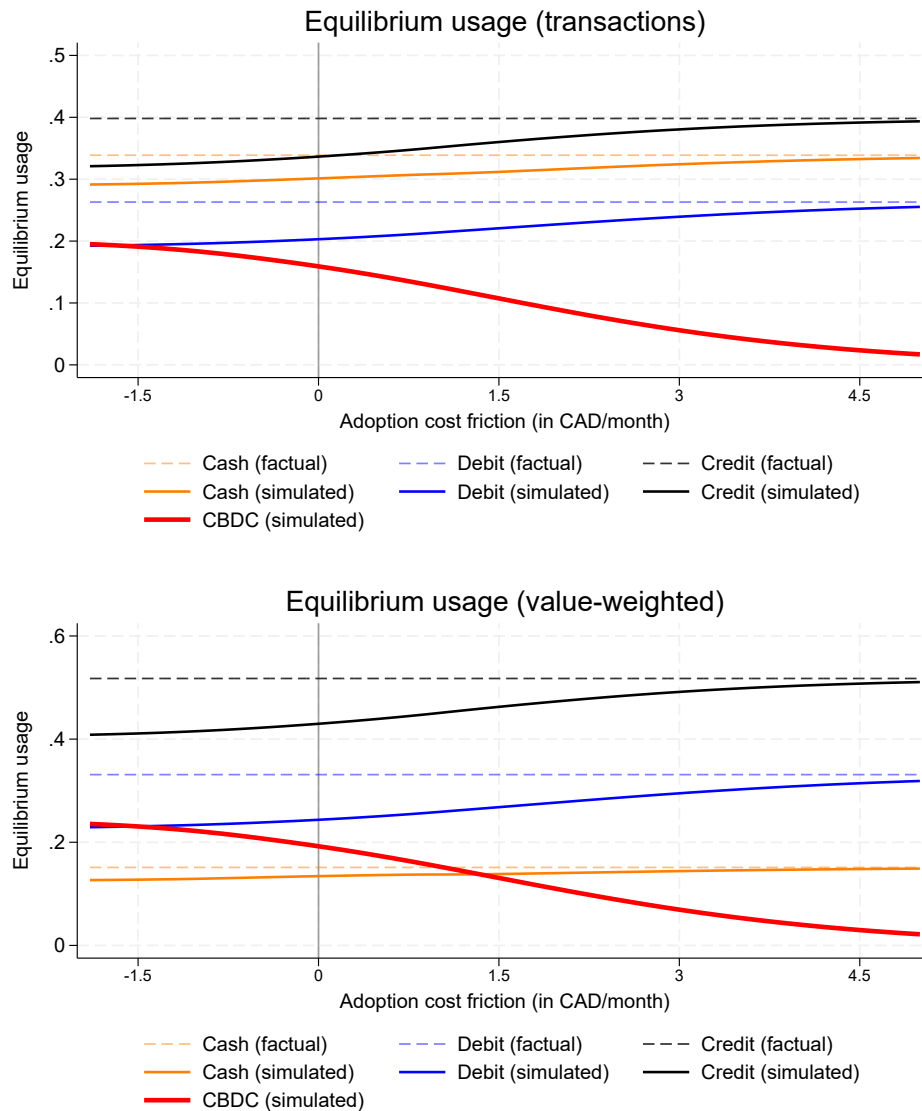 Equilibrium usage (transactions)
.5
.4
.3
.2
.1
0
Equilibrium usage
-1.5 0 1.5 3 4.5
Adoption cost friction (in CAD/month)
Cash (factual) Debit (factual) Credit (factual)
Cash (simulated) Debit (simulated) Credit (simulated)
CBDC (simulated)
Equilibrium usage (value-weighted)
.6
.4
.2
0
Equilibrium usage
-1.5 0 1.5 3 4.5
Adoption cost friction (in CAD/month)
Cash (factual) Debit (factual) Credit (factual)
Cash (simulated) Debit (simulated) Credit (simulated)
CBDC (simulated)